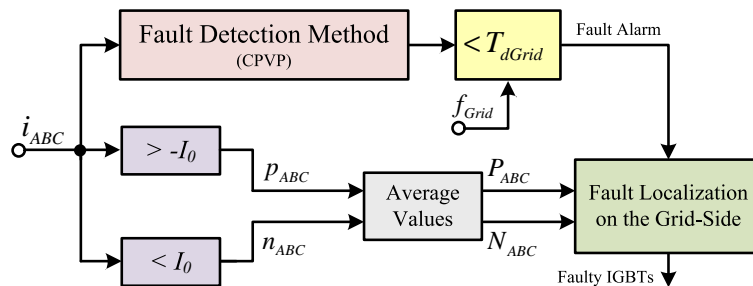 Fault Detection Method
(CPVP)
< T_dGrid
Fault Alarm
f_Grid
i_ABC
> -I_0
p_ABC
P_ABC
Average
Values
Fault Localization
on the Grid-Side
< I_0
n_ABC
N_ABC
Faulty IGBTs